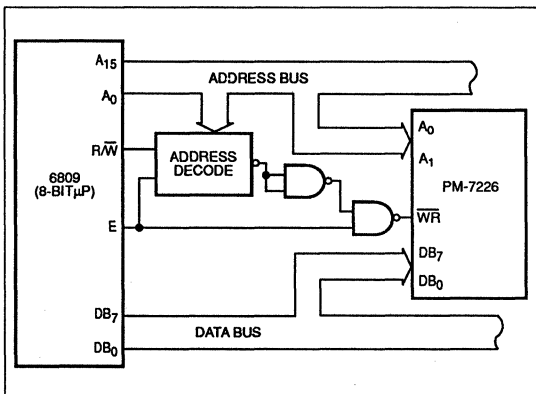 A15
ADDRESS BUS
A0
A0
A1
R/W̅
ADDRESS
DECODE
6809
(8-BITµP)
PM-7226
W̅R̅
E
DB7
DB0
DB7
DATA BUS
DB0